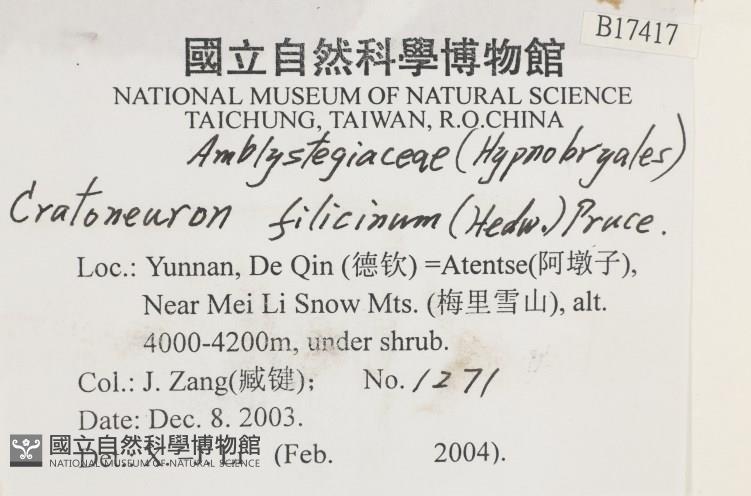 B17417
國立自然科學博物館
NATIONAL MUSEUM OF NATURAL SCIENCE
TAICHUNG, TAIWAN, R.O.CHINA
Amblystegiaceae (Hypnobryales)
Cratoneuron filicinum (Hedw.) Pruce.
Loc.: Yunnan, De Qin (德钦) =Atentse(阿墩子),
Near Mei Li Snow Mts. (梅里雪山), alt.
4000-4200m, under shrub.
Col.: J. Zang(臧键); No. 1271
Date: Dec. 8. 2003.
Det.: X.-J. Li (Feb. 2004).
國立自然科學博物館
NATIONAL MUSEUM OF NATURAL SCIENCE